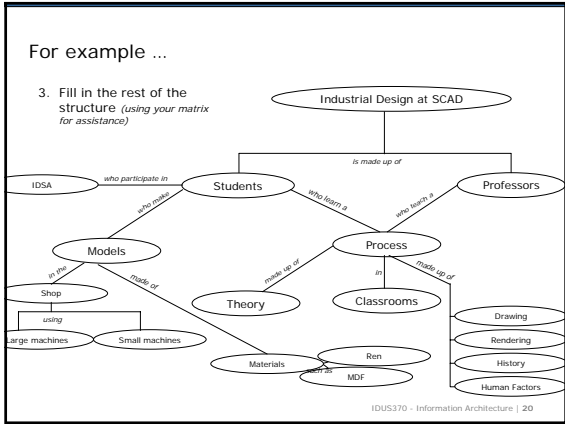 For example ...
3. Fill in the rest of the
structure (using your matrix
for assistance)
Industrial Design at SCAD
is made up of
IDSA
who participate in
Students
Professors
who make
who learn a
who teach a
Models
Process
in the
made of
made up of
in
made up of
Shop
Theory
Classrooms
using
Drawing
Large machines
Small machines
Rendering
Materials
Ren
such as
MDF
History
Human Factors
IDUS370 - Information Architecture | 20